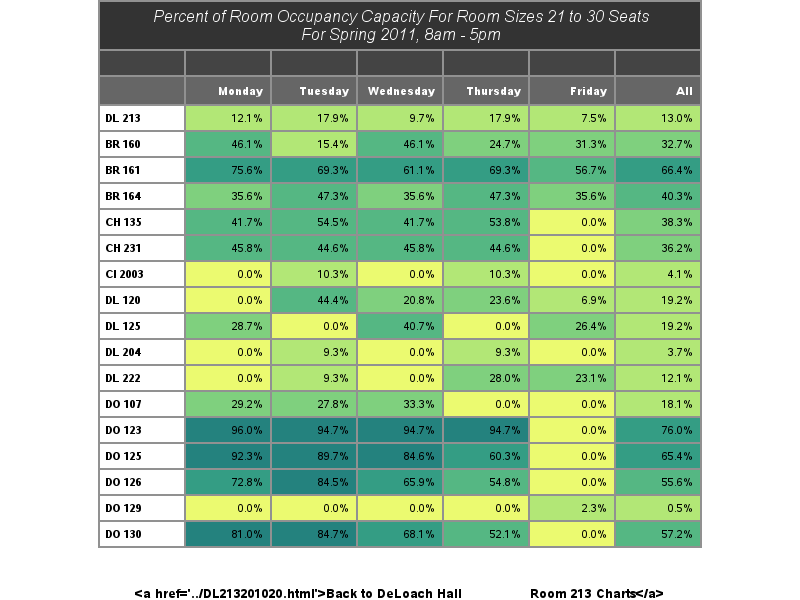 Percent of Room Occupancy Capacity For Room Sizes 21 to 30 Seats
For Spring 2011, 8am - 5pm
Monday Tuesday Wednesday Thursday Friday All
DL 213 12.1% 17.9% 9.7% 17.9% 7.5% 13.0%
BR 160 46.1% 15.4% 46.1% 24.7% 31.3% 32.7%
BR 161 75.6% 69.3% 61.1% 69.3% 56.7% 66.4%
BR 164 35.6% 47.3% 35.6% 47.3% 35.6% 40.3%
CH 135 41.7% 54.5% 41.7% 53.8% 0.0% 38.3%
CH 231 45.8% 44.6% 45.8% 44.6% 0.0% 36.2%
CI 2003 0.0% 10.3% 0.0% 10.3% 0.0% 4.1%
DL 120 0.0% 44.4% 20.8% 23.6% 6.9% 19.2%
DL 125 28.7% 0.0% 40.7% 0.0% 26.4% 19.2%
DL 204 0.0% 9.3% 0.0% 9.3% 0.0% 3.7%
DL 222 0.0% 9.3% 0.0% 28.0% 23.1% 12.1%
DO 107 29.2% 27.8% 33.3% 0.0% 0.0% 18.1%
DO 123 96.0% 94.7% 94.7% 94.7% 0.0% 76.0%
DO 125 92.3% 89.7% 84.6% 60.3% 0.0% 65.4%
DO 126 72.8% 84.5% 65.9% 54.8% 0.0% 55.6%
DO 129 0.0% 0.0% 0.0% 0.0% 2.3% 0.5%
DO 130 81.0% 84.7% 68.1% 52.1% 0.0% 57.2%
<a href='../DL213201020.html'>Back to DeLoach Hall Room 213 Charts</a>